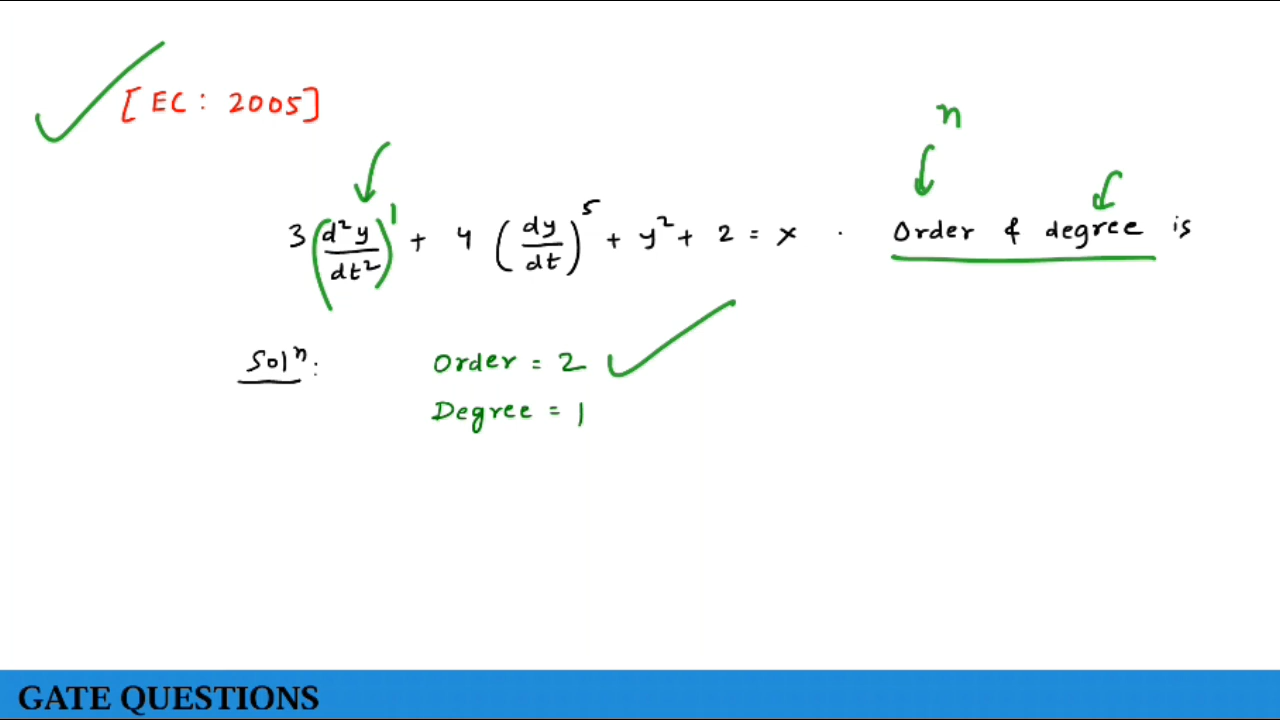 [EC: 2005]
n
3(d²y/dt²)¹ + 4 (dy/dt)⁵ + y² + 2 = x . Order & degree is
Solⁿ: Order = 2
Degree = 1
GATE QUESTIONS